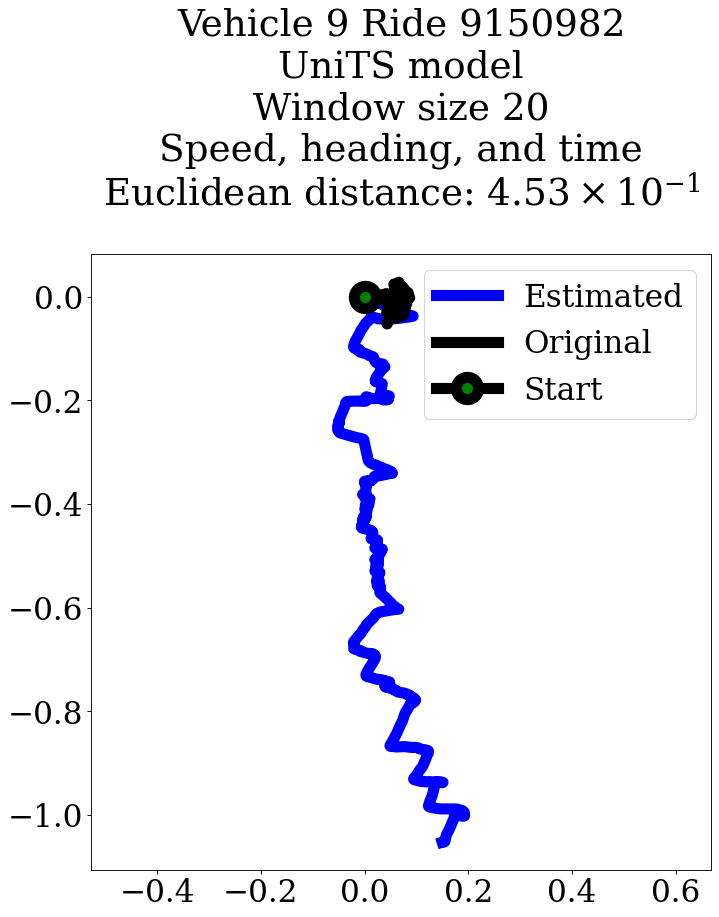 Vehicle 9 Ride 9150982
UniTS model
Window size 20
Speed, heading, and time
Euclidean distance: 4.53 × 10⁻¹
Estimated
Original
Start
0.0
−0.2
−0.4
−0.6
−0.8
−1.0
−0.4 −0.2 0.0 0.2 0.4 0.6